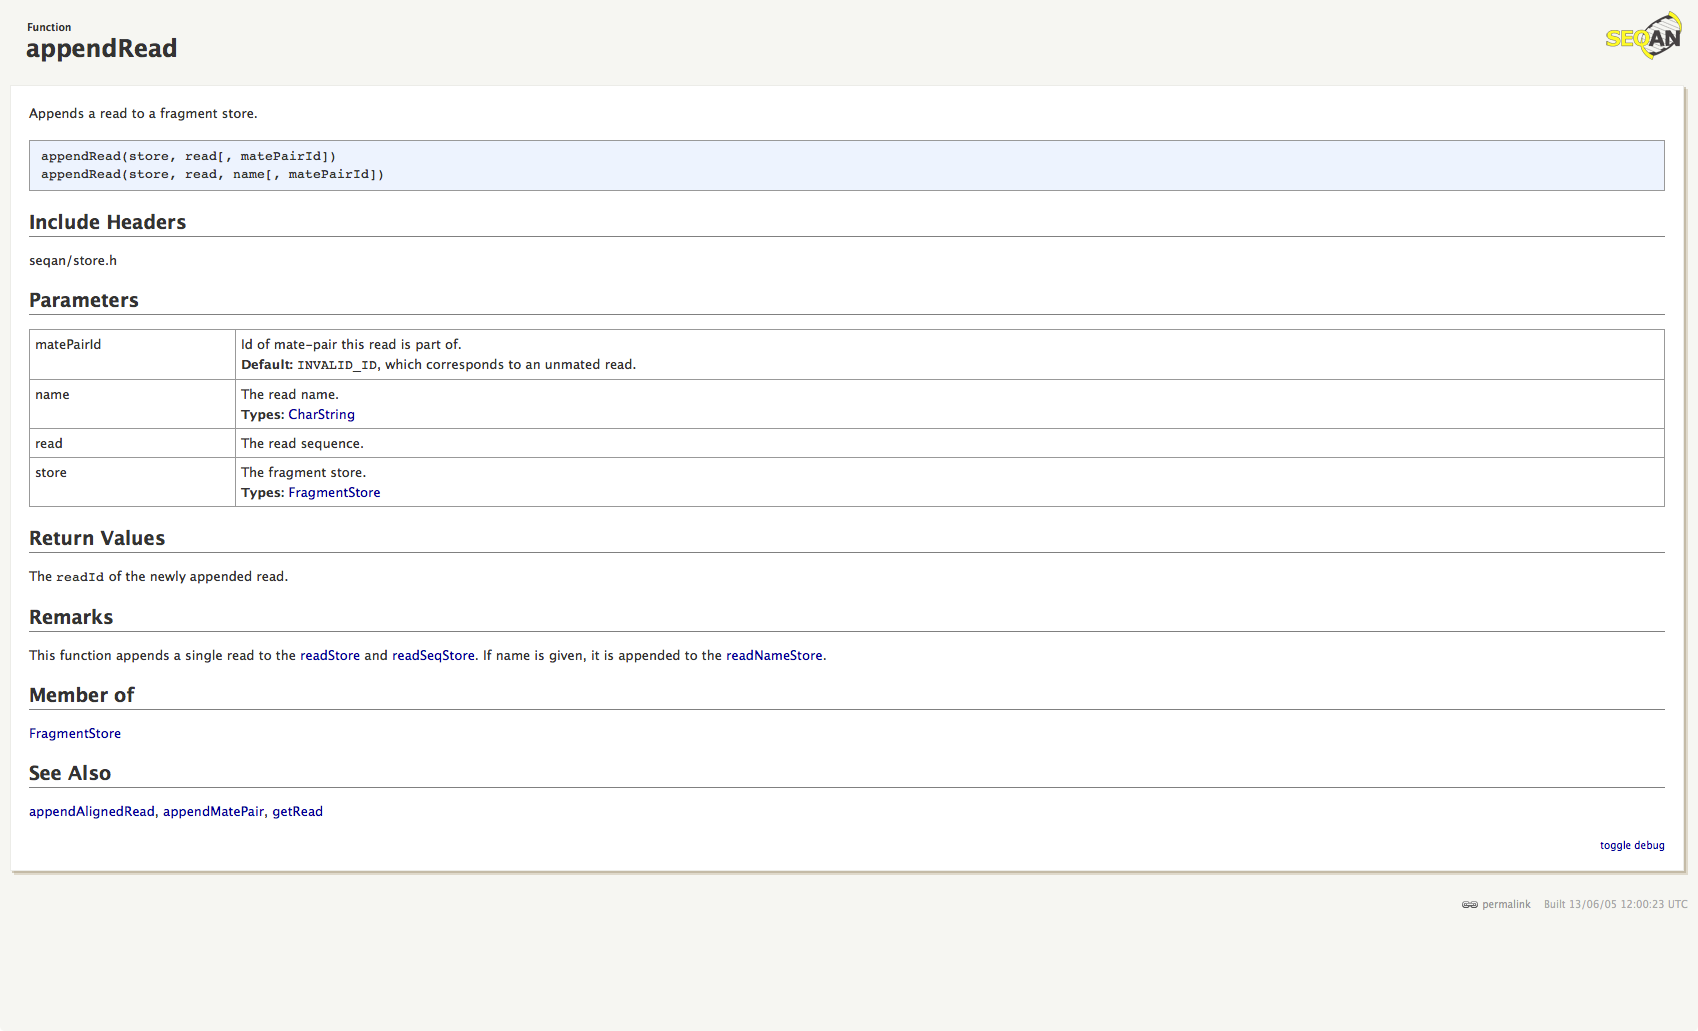 Function
appendRead
SEQAN
Appends a read to a fragment store.
appendRead(store, read[, matePairId])
appendRead(store, read, name[, matePairId])
Include Headers
seqan/store.h
Parameters
matePairId
Id of mate-pair this read is part of.
Default: INVALID_ID, which corresponds to an unmated read.
name
The read name.
Types: CharString
read
The read sequence.
store
The fragment store.
Types: FragmentStore
Return Values
The readId of the newly appended read.
Remarks
This function appends a single read to the readStore and readSeqStore. If name is given, it is appended to the readNameStore.
Member of
FragmentStore
See Also
appendAlignedRead, appendMatePair, getRead
toggle debug
permalink Built 13/06/05 12:00:23 UTC